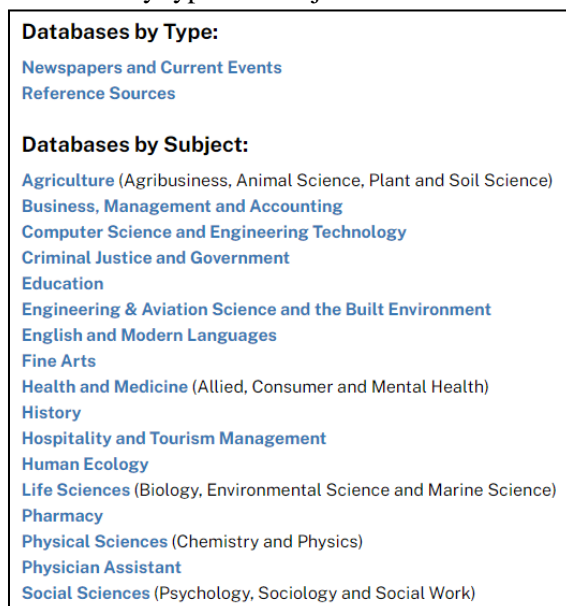 Databases by Type:
Newspapers and Current Events
Reference Sources
Databases by Subject:
Agriculture (Agribusiness, Animal Science, Plant and Soil Science)
Business, Management and Accounting
Computer Science and Engineering Technology
Criminal Justice and Government
Education
Engineering & Aviation Science and the Built Environment
English and Modern Languages
Fine Arts
Health and Medicine (Allied, Consumer and Mental Health)
History
Hospitality and Tourism Management
Human Ecology
Life Sciences (Biology, Environmental Science and Marine Science)
Pharmacy
Physical Sciences (Chemistry and Physics)
Physician Assistant
Social Sciences (Psychology, Sociology and Social Work)